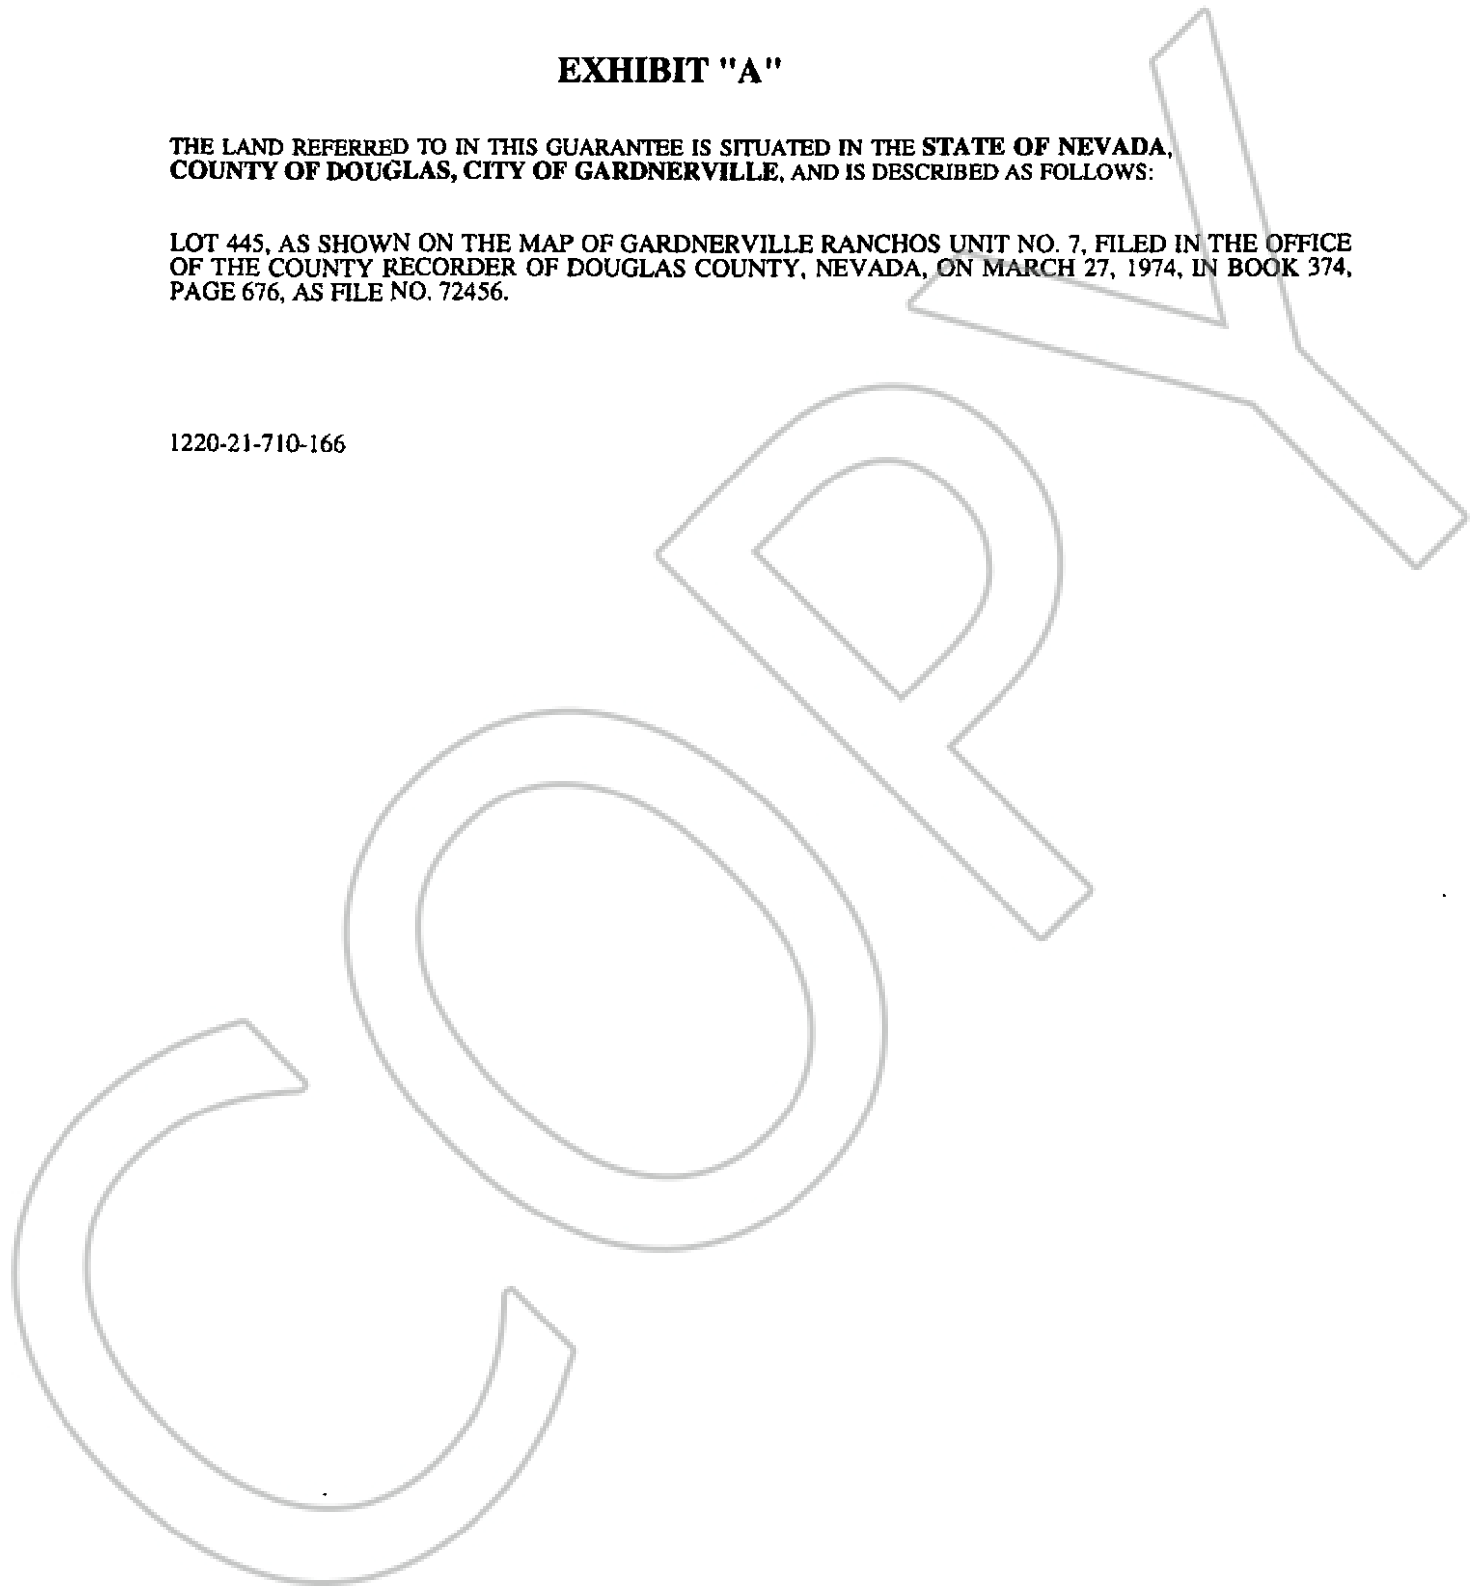 EXHIBIT "A"
THE LAND REFERRED TO IN THIS GUARANTEE IS SITUATED IN THE STATE OF NEVADA,
COUNTY OF DOUGLAS, CITY OF GARDNERVILLE, AND IS DESCRIBED AS FOLLOWS:
LOT 445, AS SHOWN ON THE MAP OF GARDNERVILLE RANCHOS UNIT NO. 7, FILED IN THE OFFICE
OF THE COUNTY RECORDER OF DOUGLAS COUNTY, NEVADA, ON MARCH 27, 1974, IN BOOK 374,
PAGE 676, AS FILE NO. 72456.
1220-21-710-166
COPY